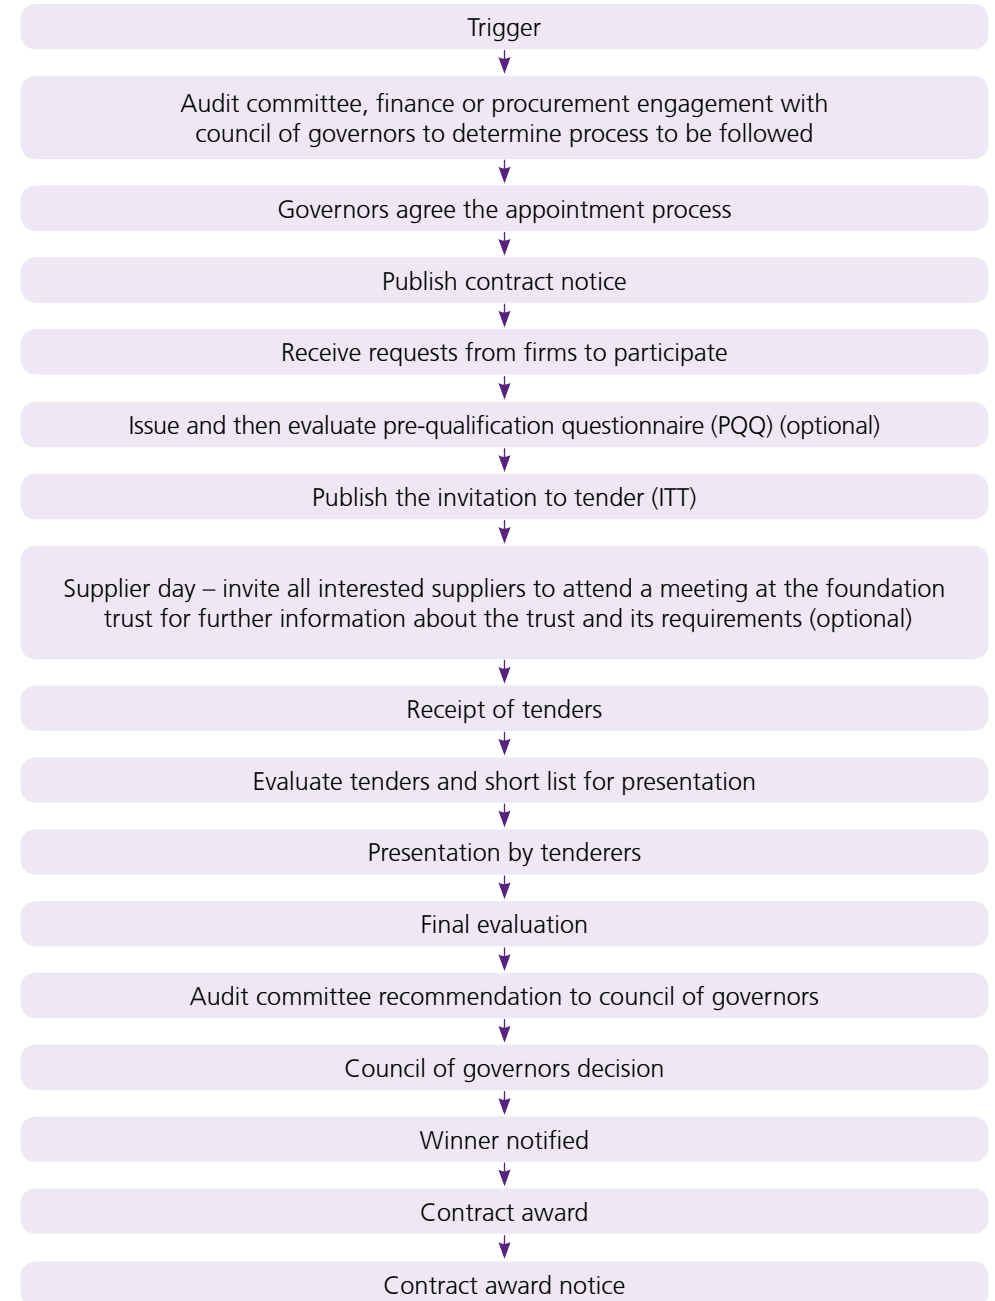 Trigger
Audit committee, finance or procurement engagement with
council of governors to determine process to be followed
Governors agree the appointment process
Publish contract notice
Receive requests from firms to participate
Issue and then evaluate pre-qualification questionnaire (PQQ) (optional)
Publish the invitation to tender (ITT)
Supplier day – invite all interested suppliers to attend a meeting at the foundation
trust for further information about the trust and its requirements (optional)
Receipt of tenders
Evaluate tenders and short list for presentation
Presentation by tenderers
Final evaluation
Audit committee recommendation to council of governors
Council of governors decision
Winner notified
Contract award
Contract award notice